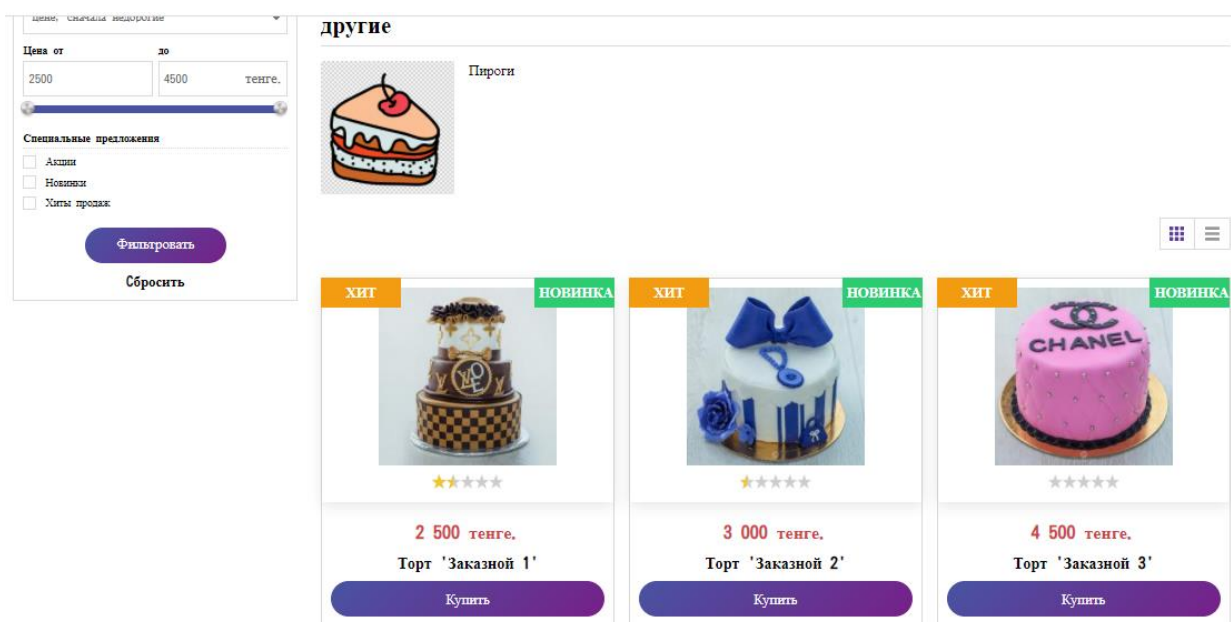 цене, сначала недорогие
Цена от до
2500 4500 тенге.
Специальные предложения
Акции
Новинки
Хиты продаж
Фильтровать
Сбросить
другие
Пироги
ХИТ НОВИНКА ХИТ НОВИНКА ХИТ НОВИНКА
CHANEL
2 500 тенге. 3 000 тенге. 4 500 тенге.
Торт 'Заказной 1' Торт 'Заказной 2' Торт 'Заказной 3'
Купить Купить Купить